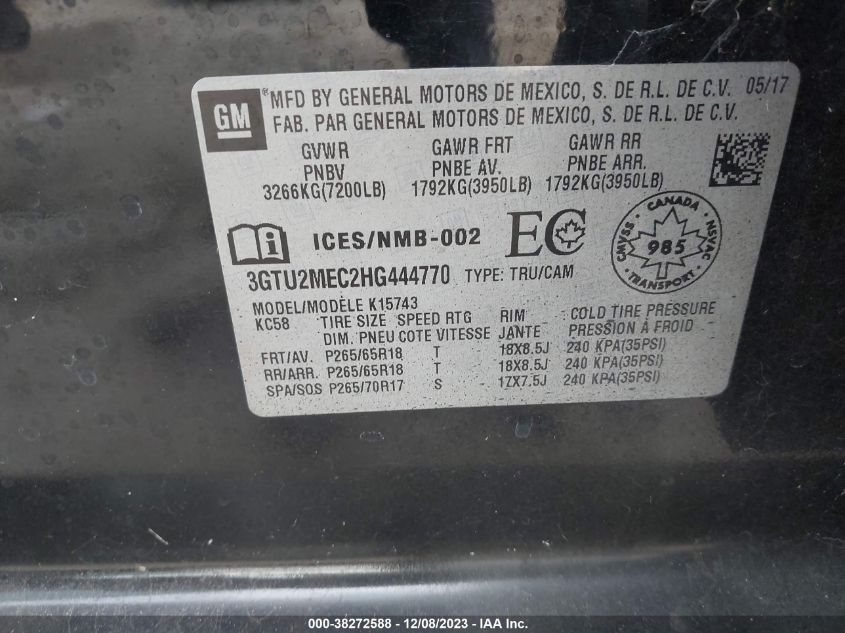 GM ® MFD BY GENERAL MOTORS DE MEXICO, S. DE R.L. DE C.V. 05/17
FAB. PAR GENERAL MOTORS DE MEXICO, S. DE R.L. DE C.V.
GVWR GAWR FRT GAWR RR
PNBV PNBE AV. PNBE ARR.
3266KG(7200LB) 1792KG(3950LB) 1792KG(3950LB)
i ICES/NMB-002 EC
CANADA
CMVSS 985 NSVAC
TRANSPORT
3GTU2MEC2HG444770 TYPE: TRU/CAM
MODEL/MODÈLE K15743
KC58 TIRE SIZE SPEED RTG RIM COLD TIRE PRESSURE
DIM. PNEU COTE VITESSE JANTE PRESSION À FROID
FRT/AV. P265/65R18 T 18X8.5J 240 KPA(35PSI)
RR/ARR. P265/65R18 T 18X8.5J 240 KPA(35PSI)
SPA/SOS P265/70R17 S 17X7.5J 240 KPA(35PSI)
000-38272588 - 12/08/2023 - IAA Inc.